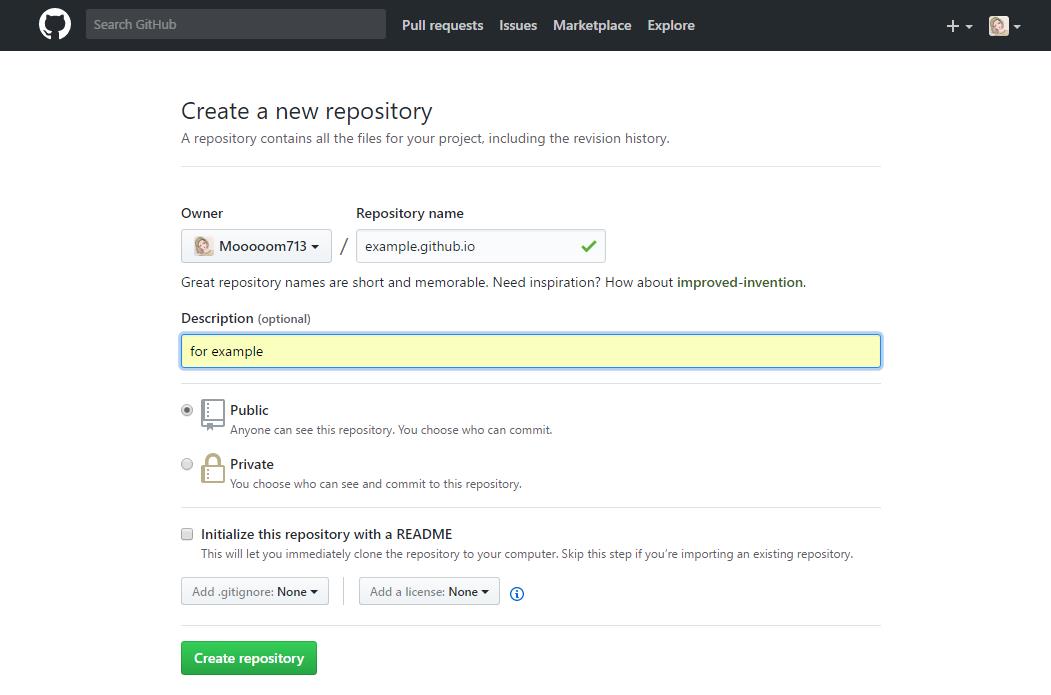 Search GitHub Pull requests Issues Marketplace Explore
Create a new repository
A repository contains all the files for your project, including the revision history.
Owner Repository name
Mooooom713 / example.github.io
Great repository names are short and memorable. Need inspiration? How about improved-invention.
Description (optional)
for example
Public
Anyone can see this repository. You choose who can commit.
Private
You choose who can see and commit to this repository.
Initialize this repository with a README
This will let you immediately clone the repository to your computer. Skip this step if you’re importing an existing repository.
Add .gitignore: None Add a license: None
Create repository